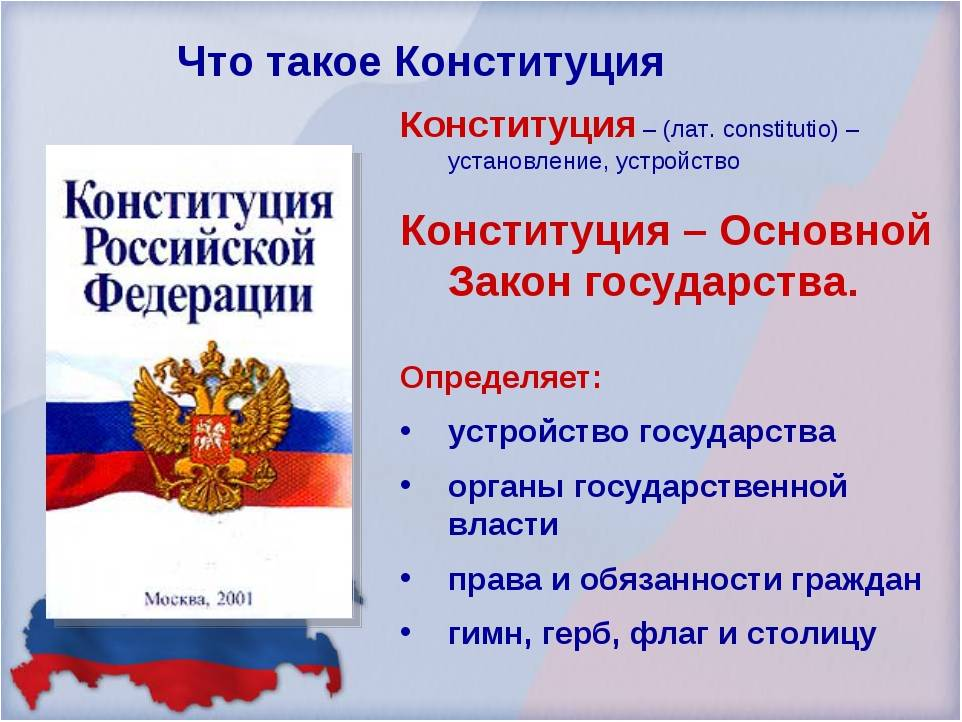 Что такое Конституция
Конституция – (лат. constitutio) –
установление, устройство
Конституция – Основной
Закон государства.
Определяет:
• устройство государства
• органы государственной
власти
• права и обязанности граждан
• гимн, герб, флаг и столицу
Конституция
Российской
Федерации
Москва, 2001